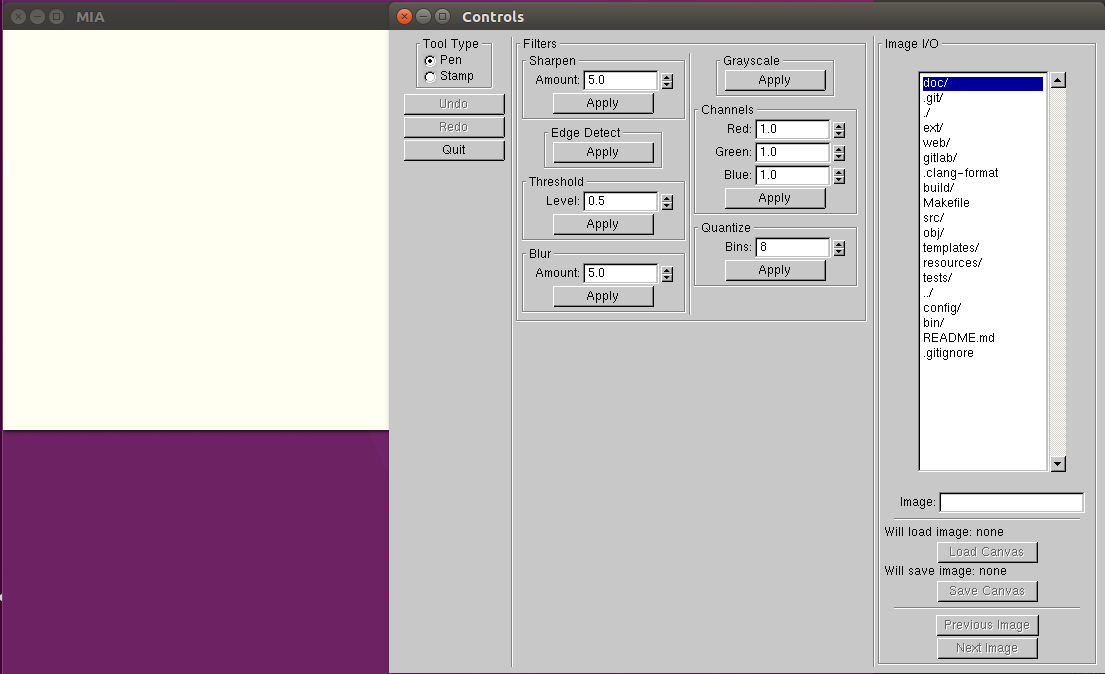 MIA
Controls
Tool Type
Pen
Stamp
Undo
Redo
Quit
Filters
Sharpen
Amount: 5.0
Apply
Edge Detect
Apply
Threshold
Level: 0.5
Apply
Blur
Amount: 5.0
Apply
Grayscale
Apply
Channels
Red: 1.0
Green: 1.0
Blue: 1.0
Apply
Quantize
Bins: 8
Apply
Image I/O
doc/
.git/
./
ext/
web/
gitlab/
.clang-format
build/
Makefile
src/
obj/
templates/
resources/
tests/
../
config/
bin/
README.md
.gitignore
Image:
Will load image: none
Load Canvas
Will save image: none
Save Canvas
Previous Image
Next Image